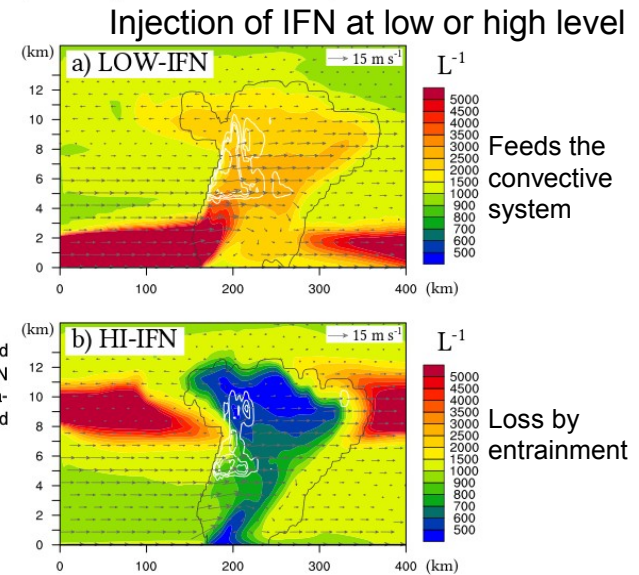 Injection of IFN at low or high level
(km)
a) LOW-IFN
15 m s-1
L-1
12
10
8
6
4
2
0
0 100 200 300 400 (km)
5000
4500
4000
3500
3000
2500
2000
1500
1000
900
800
700
600
500
Feeds the
convective
system
d
N
a-
d
(km)
b) HI-IFN
15 m s-1
L-1
12
10
8
6
4
2
0
0 100 200 300 400 (km)
5000
4500
4000
3500
3000
2500
2000
1500
1000
900
800
700
600
500
Loss by
entrainment